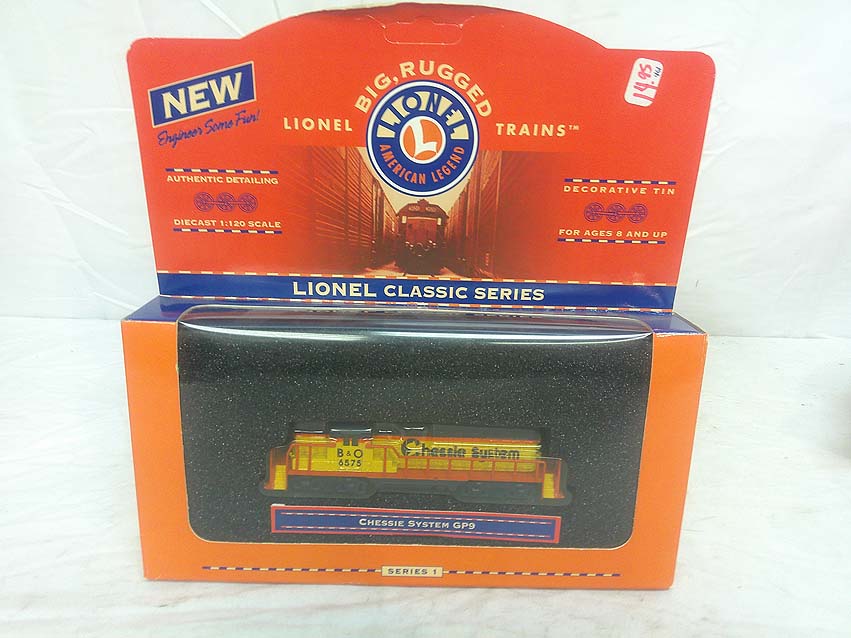 NEW
Engineer Some Fun!
BIG, RUGGED
LIONEL TRAINS™
LIONEL
L
AMERICAN LEGEND
14.95
AUTHENTIC DETAILING
DIECAST 1:120 SCALE
DECORATIVE TIN
FOR AGES 8 AND UP
LIONEL CLASSIC SERIES
B&O
6575
Chessie System
CHESSIE SYSTEM GP9
SERIES 1